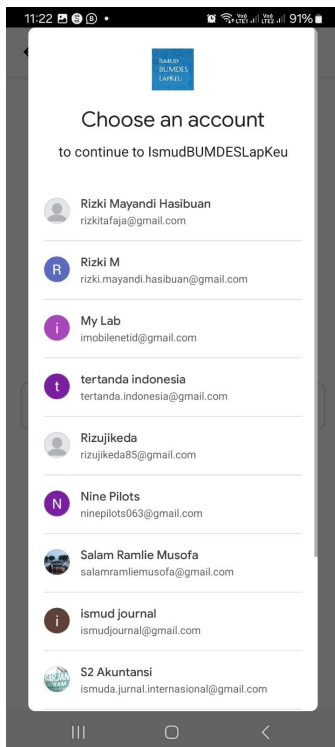 11:22
91%
ISMUD
BUMDES
LAPKEU
Choose an account
to continue to IsmudBUMDESLapKeu
Rizki Mayandi Hasibuan
rizkitafaja@gmail.com
R
Rizki M
rizki.mayandi.hasibuan@gmail.com
i
My Lab
imobilenetid@gmail.com
t
tertanda indonesia
tertanda.indonesia@gmail.com
Rizujikeda
rizujikeda85@gmail.com
N
Nine Pilots
ninepilots063@gmail.com
Salam Ramlie Musofa
salamramliemusofa@gmail.com
i
ismud journal
ismudjournal@gmail.com
S2 Akuntansi
ismuda.jurnal.internasional@gmail.com